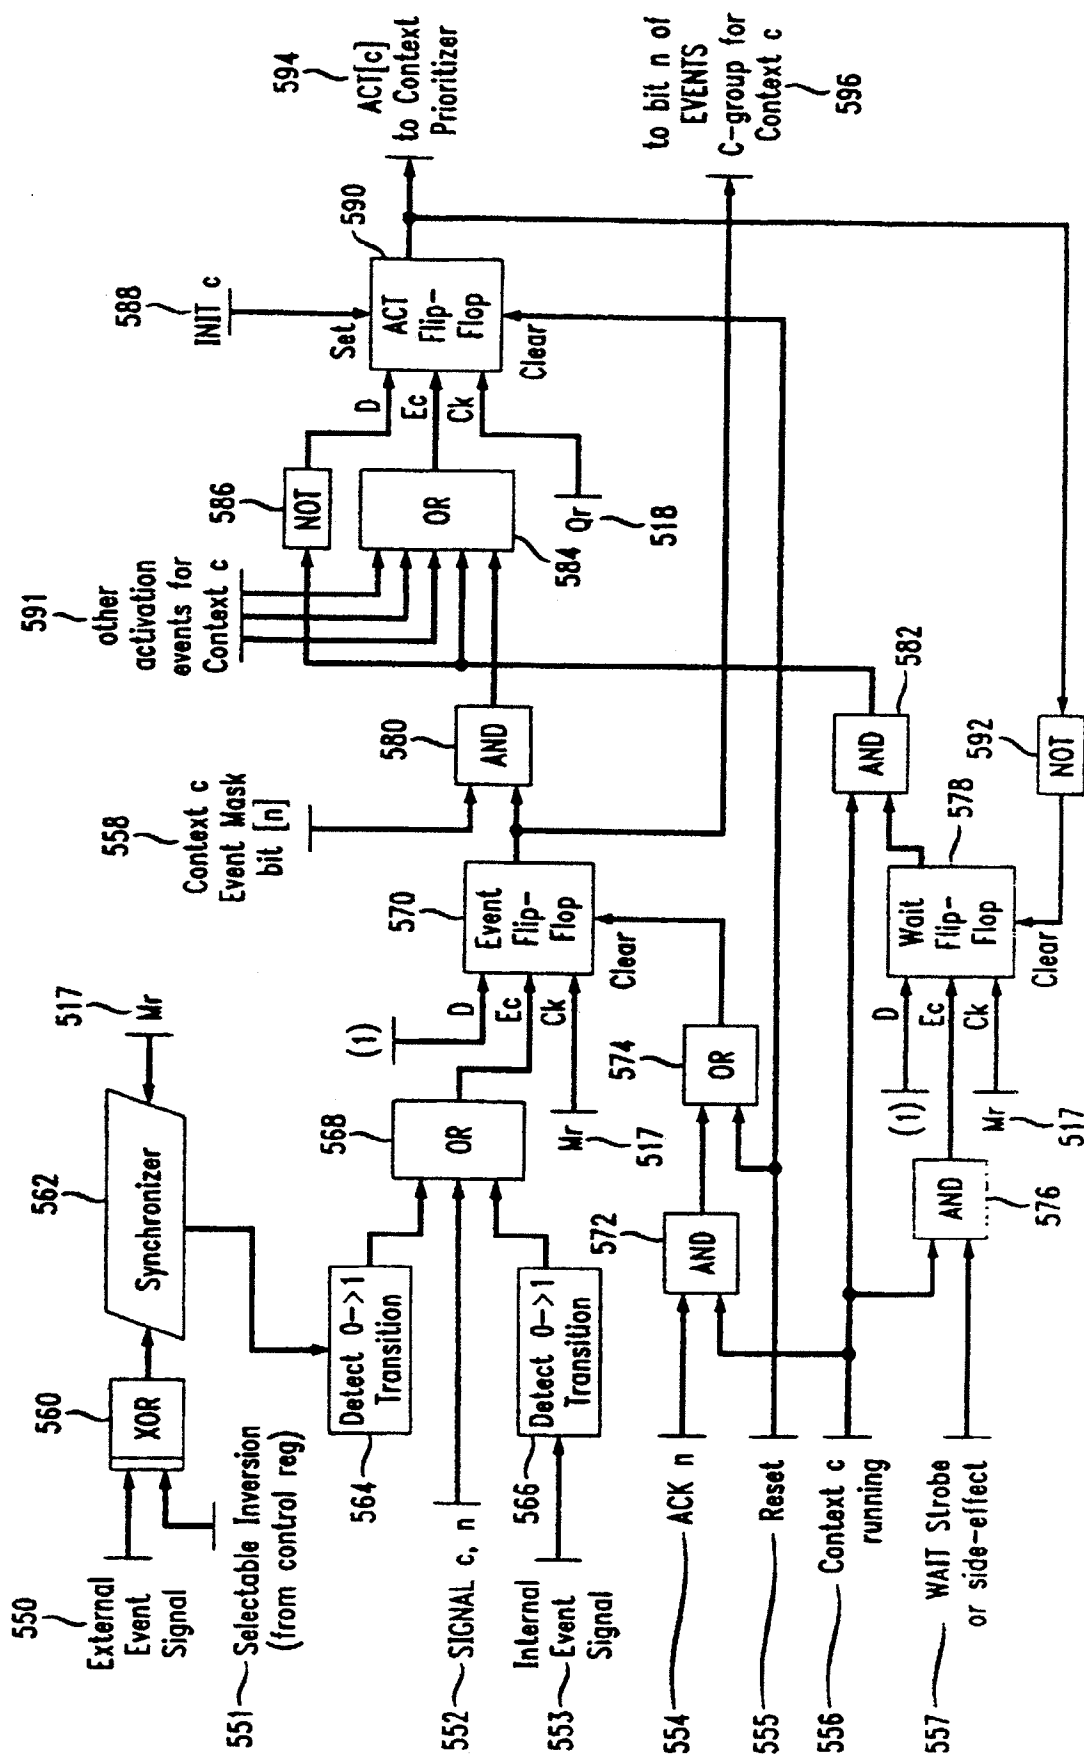 550
External
Event
Signal
551
Selectable Inversion
(from control reg)
560
XOR
562
Synchronizer
517
Mr
564
Detect 0->1
Transition
552
SIGNAL c, n
Internal
Event
Signal
553
566
Detect 0->1
Transition
568
OR
(1)
D
Ec
Ck
Mr
517
570
Event
Flip-
Flop
Clear
558
Context c
Event Mask
bit [n]
580
AND
591
other
activation
events for
Context c
586
NOT
OR
584
D
Ec
Ck
Qr
518
588
INIT c
Set
ACT
Flip-
Flop
590
Clear
594
ACT[c]
to Context
Prioritizer
to bit n of
EVENTS
C-group for
Context c
596
554
ACK n
572
AND
574
OR
555
Reset
556
Context c
running
557
WAIT Strobe
or side-effect
AND
576
(1)
Mr
517
D
Ec
Ck
Wait
Flip-
Flop
578
Clear
AND
582
NOT
592